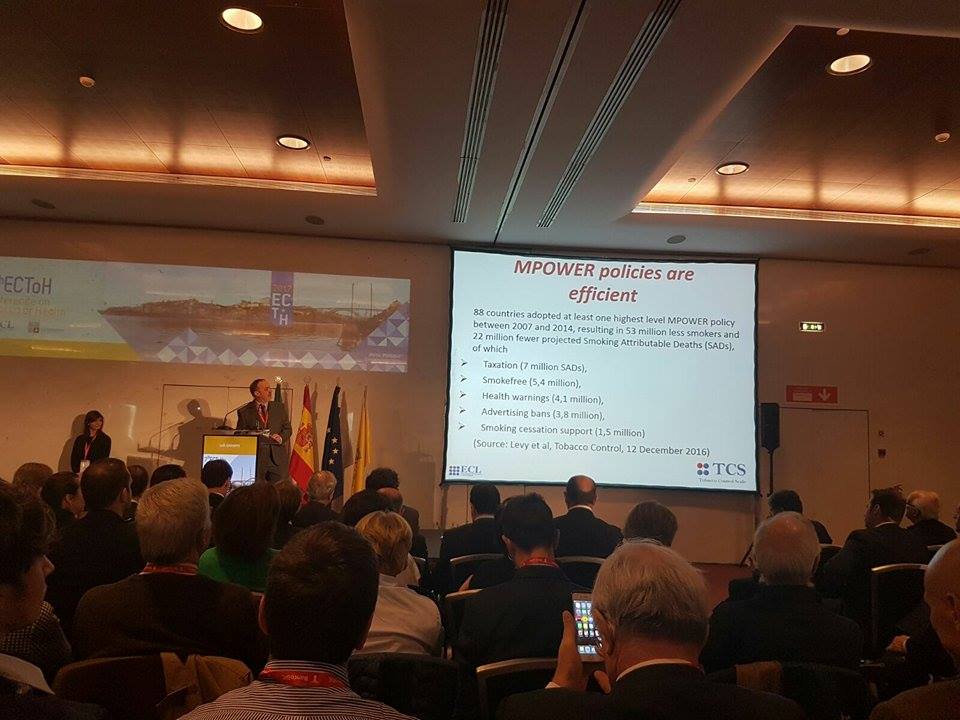 ECToH
2017
EC
TH
MPOWER policies are
efficient
88 countries adopted at least one highest level MPOWER policy
between 2007 and 2014, resulting in 53 million less smokers and
22 million fewer projected Smoking Attributable Deaths (SADs),
of which
➢ Taxation (7 million SADs),
➢ Smokefree (5,4 million),
➢ Health warnings (4,1 million),
➢ Advertising bans (3,8 million),
➢ Smoking cessation support (1,5 million)
(Source: Levy et al, Tobacco Control, 12 December 2016)
ECL
TCS
Tobacco Control Scale